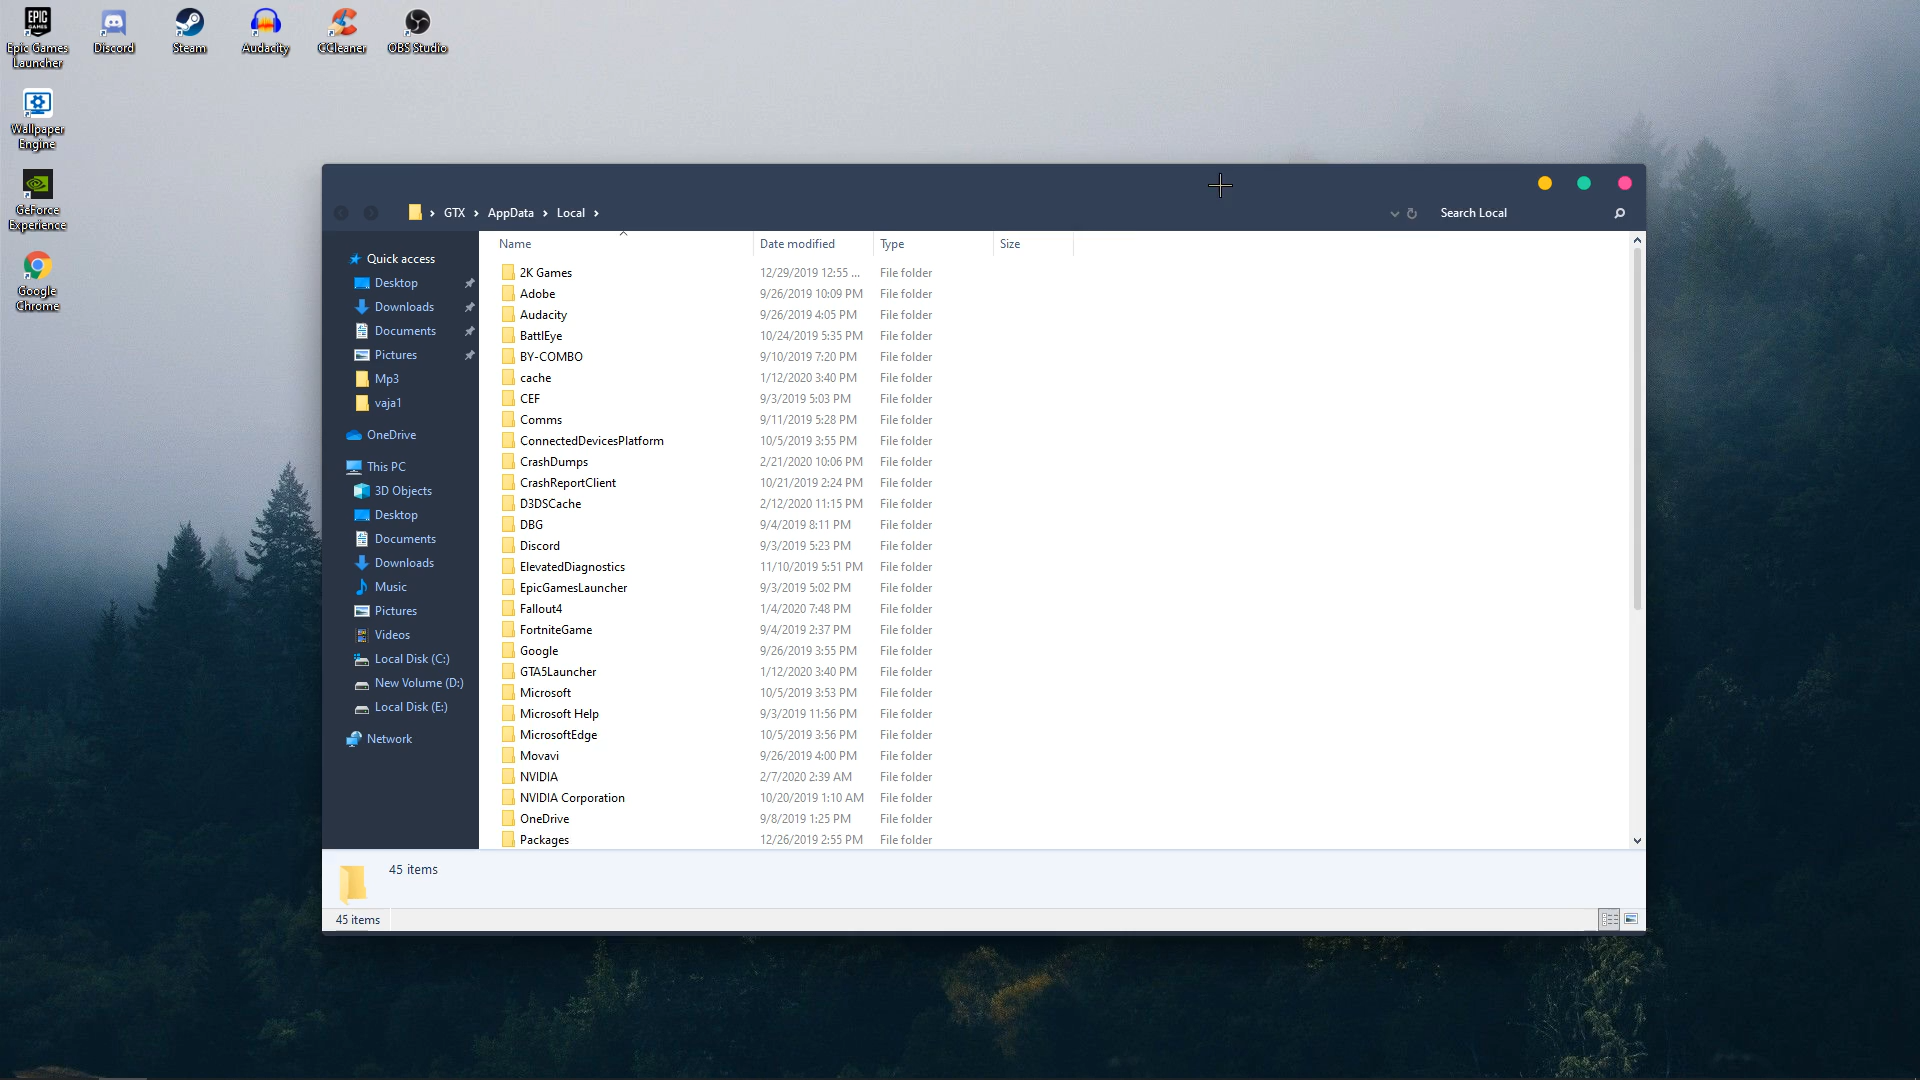 Epic Games
Launcher
Discord
Steam
Audacity
CCleaner
OBS Studio
Wallpaper
Engine
GeForce
Experience
Google
Chrome
GTX > AppData > Local >
Search Local
Quick access
Desktop
Downloads
Documents
Pictures
Mp3
vaja1
OneDrive
This PC
3D Objects
Desktop
Documents
Downloads
Music
Pictures
Videos
Local Disk (C:)
New Volume (D:)
Local Disk (E:)
Network
Name Date modified Type Size
2K Games 12/29/2019 12:55 ... File folder
Adobe 9/26/2019 10:09 PM File folder
Audacity 9/26/2019 4:05 PM File folder
BattlEye 10/24/2019 5:35 PM File folder
BY-COMBO 9/10/2019 7:20 PM File folder
cache 1/12/2020 3:40 PM File folder
CEF 9/3/2019 5:03 PM File folder
Comms 9/11/2019 5:28 PM File folder
ConnectedDevicesPlatform 10/5/2019 3:55 PM File folder
CrashDumps 2/21/2020 10:06 PM File folder
CrashReportClient 10/21/2019 2:24 PM File folder
D3DSCache 2/12/2020 11:15 PM File folder
DBG 9/4/2019 8:11 PM File folder
Discord 9/3/2019 5:23 PM File folder
ElevatedDiagnostics 11/10/2019 5:51 PM File folder
EpicGamesLauncher 9/3/2019 5:02 PM File folder
Fallout4 1/4/2020 7:48 PM File folder
FortniteGame 9/4/2019 2:37 PM File folder
Google 9/26/2019 3:55 PM File folder
GTA5Launcher 1/12/2020 3:40 PM File folder
Microsoft 10/5/2019 3:53 PM File folder
Microsoft Help 9/3/2019 11:56 PM File folder
MicrosoftEdge 10/5/2019 3:56 PM File folder
Movavi 9/26/2019 4:00 PM File folder
NVIDIA 2/7/2020 2:39 AM File folder
NVIDIA Corporation 10/20/2019 1:10 AM File folder
OneDrive 9/8/2019 1:25 PM File folder
Packages 12/26/2019 2:55 PM File folder
45 items
45 items